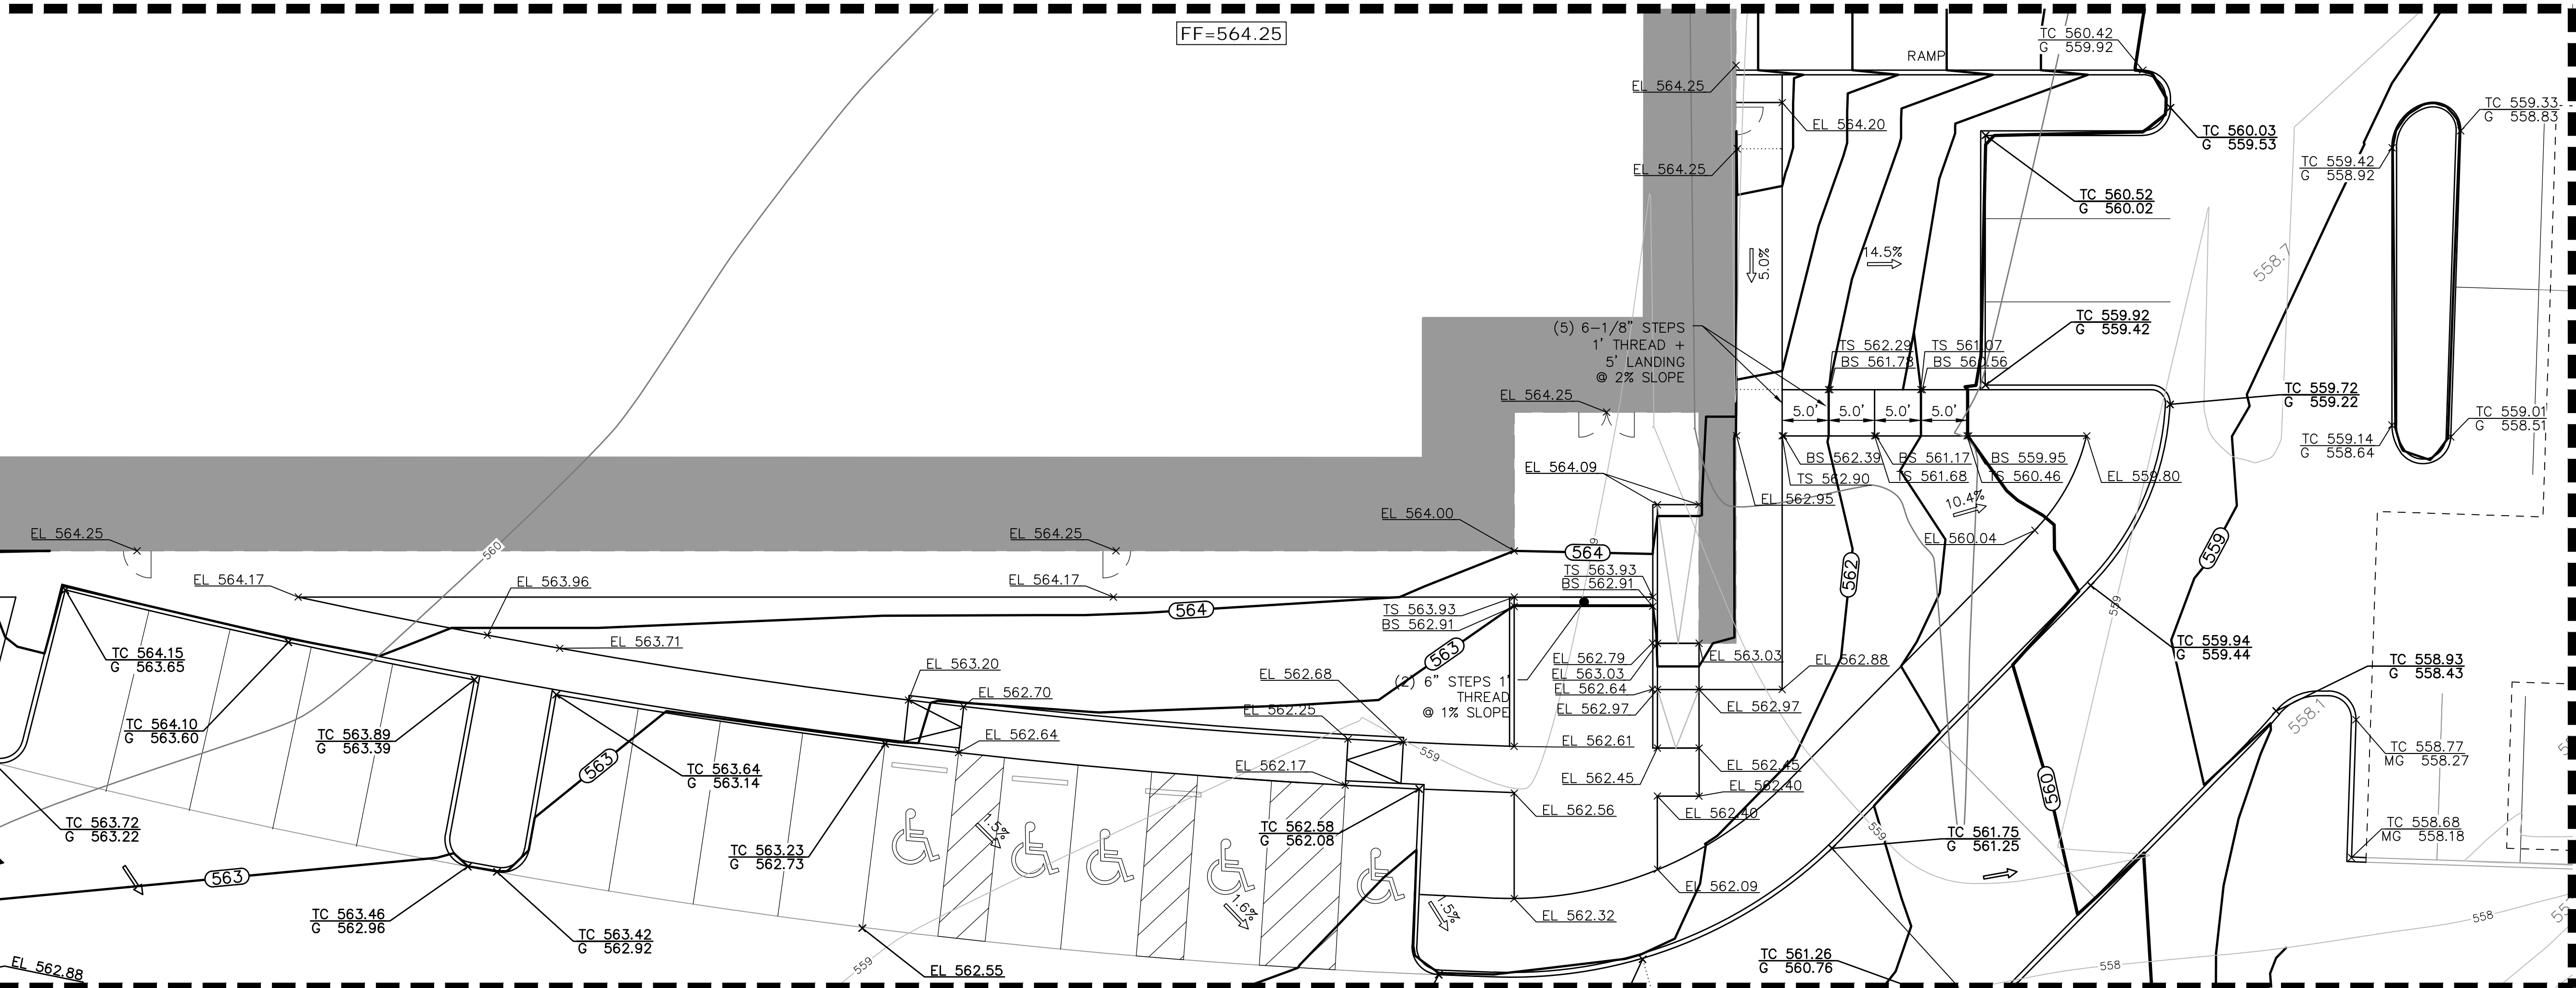 FF=564.25
RAMP
TC 560.42
G 559.92
EL 564.25
EL 564.20
EL 564.25
TC 560.03
G 559.53
TC 559.33
G 558.83
TC 559.42
G 558.92
TC 560.52
G 560.02
5.0%
14.5%
558.7
(5) 6-1/8" STEPS
1' THREAD +
5' LANDING
@ 2% SLOPE
TS 562.29
BS 561.78
TS 561.07
BS 560.56
TC 559.92
G 559.42
TC 559.72
G 559.22
EL 564.25
5.0'
5.0'
5.0'
5.0'
TC 559.01
G 558.51
TC 559.14
G 558.64
EL 564.09
BS 562.39
TS 562.90
BS 561.17
TS 561.68
BS 559.95
TS 560.46
EL 559.80
EL 562.95
10.4%
EL 560.04
EL 564.00
EL 564.25
560
EL 564.25
564
562
559
559
EL 564.17
EL 563.96
EL 564.17
564
TS 563.93
BS 562.91
TS 563.93
BS 562.91
EL 563.71
563
TC 564.15
G 563.65
EL 563.20
EL 562.70
EL 562.68
EL 562.25
(2) 6" STEPS 1'
THREAD
@ 1% SLOPE
EL 562.79
EL 563.03
EL 562.64
EL 562.97
EL 563.03
EL 562.88
EL 562.97
TC 559.94
G 559.44
TC 558.93
G 558.43
558.1
TC 564.10
G 563.60
TC 563.89
G 563.39
563
TC 563.64
G 563.14
EL 562.64
559
EL 562.17
EL 562.61
EL 562.45
EL 562.45
EL 562.40
EL 562.40
560
TC 558.77
MG 558.27
TC 563.72
G 563.22
TC 563.23
G 562.73
1.5%
TC 562.58
G 562.08
EL 562.56
559
TC 561.75
G 561.25
TC 558.68
MG 558.18
563
1.6%
1.5%
EL 562.09
EL 562.32
TC 563.46
G 562.96
TC 563.42
G 562.92
559
EL 562.55
TC 561.26
G 560.76
558
558
EL 562.88